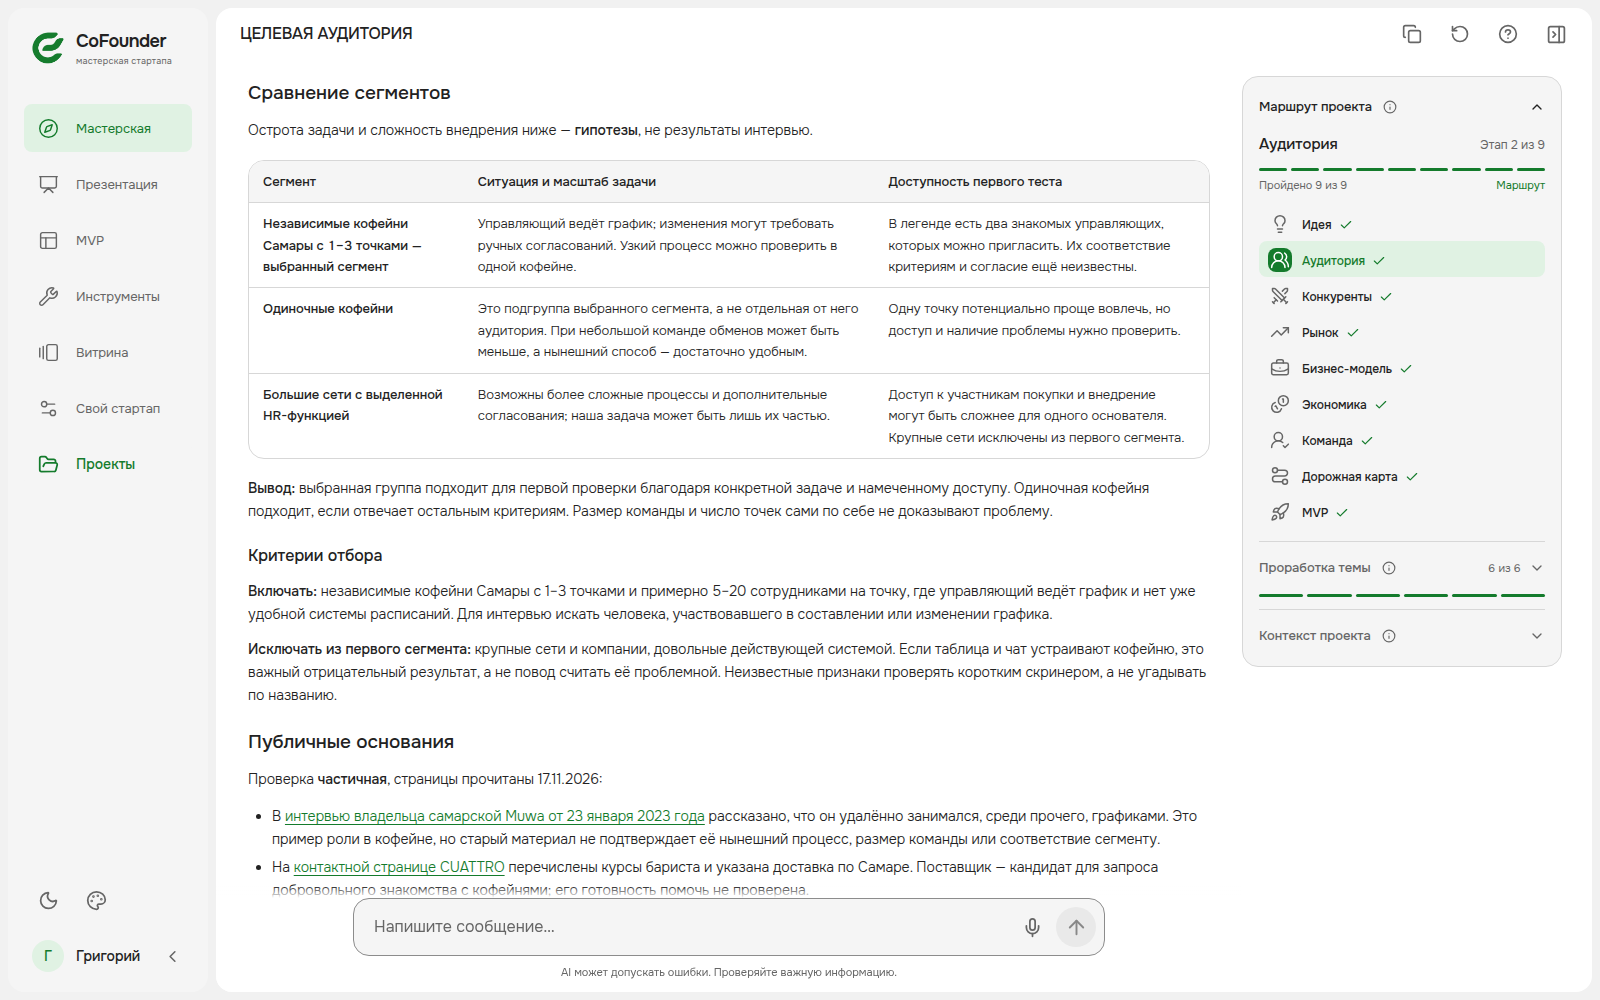 CoFounder
мастерская стартапа
Мастерская
Презентация
MVP
Инструменты
Витрина
Свой стартап
Проекты
Г Григорий
ЦЕЛЕВАЯ АУДИТОРИЯ
Сравнение сегментов
Острота задачи и сложность внедрения ниже — гипотезы, не результаты интервью.
Сегмент
Ситуация и масштаб задачи
Доступность первого теста
Независимые кофейни
Самары с 1–3 точками —
выбранный сегмент
Управляющий ведёт график; изменения могут требовать
ручных согласований. Узкий процесс можно проверить в
одной кофейне.
В легенде есть два знакомых управляющих,
которых можно пригласить. Их соответствие
критериям и согласие ещё неизвестны.
Одиночные кофейни
Это подгруппа выбранного сегмента, а не отдельная от него
аудитория. При небольшой команде обменов может быть
меньше, а нынешний способ — достаточно удобным.
Одну точку потенциально проще вовлечь, но
доступ и наличие проблемы нужно проверить.
Большие сети с выделенной
HR-функцией
Возможны более сложные процессы и дополнительные
согласования; наша задача может быть лишь их частью.
Доступ к участникам покупки и внедрение
могут быть сложнее для одного основателя.
Крупные сети исключены из первого сегмента.
Вывод: выбранная группа подходит для первой проверки благодаря конкретной задаче и намеченному доступу. Одиночная кофейня
подходит, если отвечает остальным критериям. Размер команды и число точек сами по себе не доказывают проблему.
Критерии отбора
Включать: независимые кофейни Самары с 1–3 точками и примерно 5–20 сотрудниками на точку, где управляющий ведёт график и нет уже
удобной системы расписаний. Для интервью искать человека, участвовавшего в составлении или изменении графика.
Исключать из первого сегмента: крупные сети и компании, довольные действующей системой. Если таблица и чат устраивают кофейню, это
важный отрицательный результат, а не повод считать её проблемной. Неизвестные признаки проверять коротким скринером, а не угадывать
по названию.
Публичные основания
Проверка частичная, страницы прочитаны 17.11.2026:
В интервью владельца самарской Muwa от 23 января 2023 года рассказано, что он удалённо занимался, среди прочего, графиками. Это
пример роли в кофейне, но старый материал не подтверждает её нынешний процесс, размер команды или соответствие сегменту.
На контактной странице CUATTRO перечислены курсы бариста и указана доставка по Самаре. Поставщик — кандидат для запроса
добровольного знакомства с кофейнями; его готовность помочь не проверена.
Напишите сообщение...
AI может допускать ошибки. Проверяйте важную информацию.
Маршрут проекта
Аудитория
Этап 2 из 9
Пройдено 9 из 9
Маршрут
Идея
Аудитория
Конкуренты
Рынок
Бизнес-модель
Экономика
Команда
Дорожная карта
MVP
Проработка темы
6 из 6
Контекст проекта